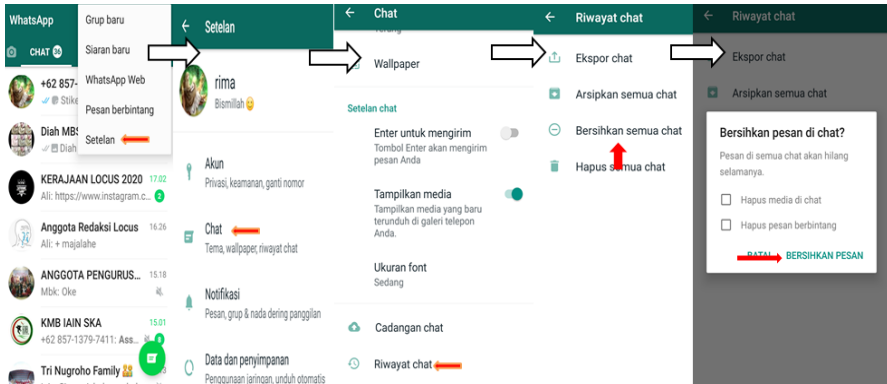 WhatsApp
CHAT 36
+62 857-
Stike
Diah MBS
Diah
KERAJAAN LOCUS 2020 17.02
Ali: https://www.instagram.c... 2
Anggota Redaksi Locus 16.26
Ali: + majalahe
ANGGOTA PENGURUS... 15.18
Mbk: Oke
KMB IAIN SKA 15.01
+62 857-1379-7411: Ass...
Tri Nugroho Family
Grup baru
Siaran baru
WhatsApp Web
Pesan berbintang
Setelan
Setelan
rima
Bismillah
Akun
Privasi, keamanan, ganti nomor
Chat
Tema, wallpaper, riwayat chat
Notifikasi
Pesan, grup & nada dering panggilan
Data dan penyimpanan
Penggunaan jaringan, unduh otomatis
Chat
Terang
Wallpaper
Setelan chat
Enter untuk mengirim
Tombol Enter akan mengirim
pesan Anda
Tampilkan media
Tampilkan media yang baru
terunduh di galeri telepon
Anda.
Ukuran font
Sedang
Cadangan chat
Riwayat chat
Riwayat chat
Ekspor chat
Arsipkan semua chat
Bersihkan semua chat
Hapus semua chat
Riwayat chat
Ekspor chat
Arsipkan semua chat
Bersihkan pesan di chat?
Pesan di semua chat akan hilang
selamanya.
Hapus media di chat
Hapus pesan berbintang
BATAL BERSIHKAN PESAN